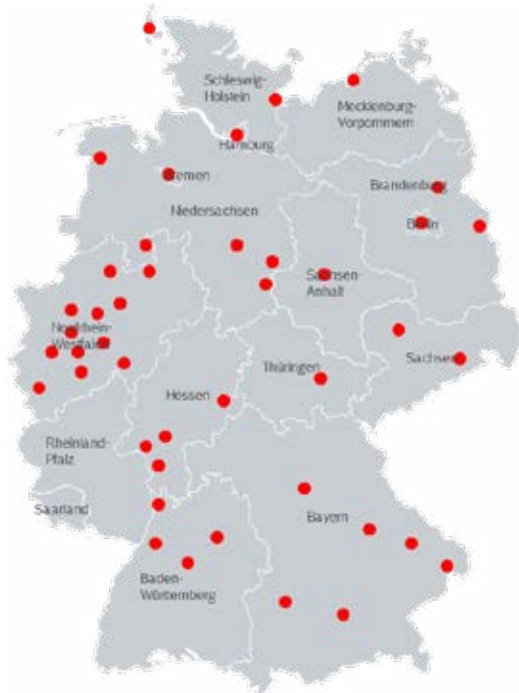 Schleswig-
Holstein
Mecklenburg-
Vorpommern
Hamburg
Bremen
Brandenburg
Niedersachsen
Berlin
Sachsen-
Anhalt
Nordrhein-
Westfalen
Sachsen
Thüringen
Hessen
Rheinland-
Pfalz
Saarland
Bayern
Baden-
Württemberg